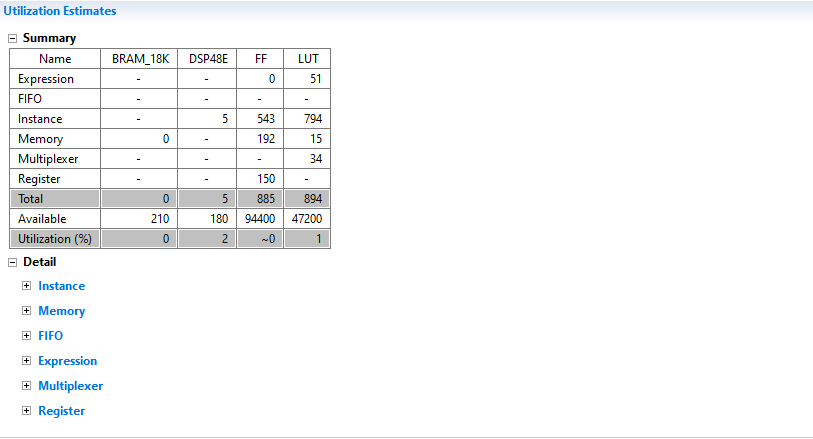 Utilization Estimates
Summary
Name BRAM_18K DSP48E FF LUT
Expression - - 0 51
FIFO - - - -
Instance - 5 543 794
Memory 0 - 192 15
Multiplexer - - - 34
Register - - 150 -
Total 0 5 885 894
Available 210 180 94400 47200
Utilization (%) 0 2 ~0 1
Detail
Instance
Memory
FIFO
Expression
Multiplexer
Register